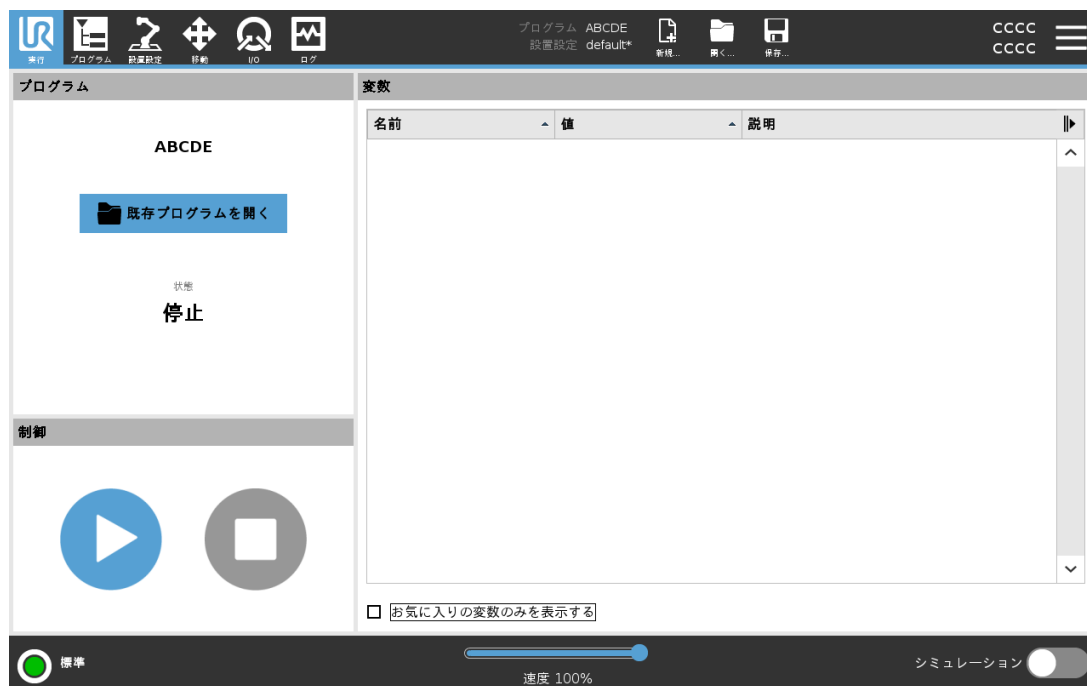 実行
プログラム
設置設定
移動
I/O
ログ
プログラム ABCDE
設置設定 default*
新規...
開く...
保存...
CCCC
CCCC
プログラム
ABCDE
既存プログラムを開く
状態
停止
制御
変数
名前 値 説明
お気に入りの変数のみを表示する
標準
速度 100%
シミュレーション